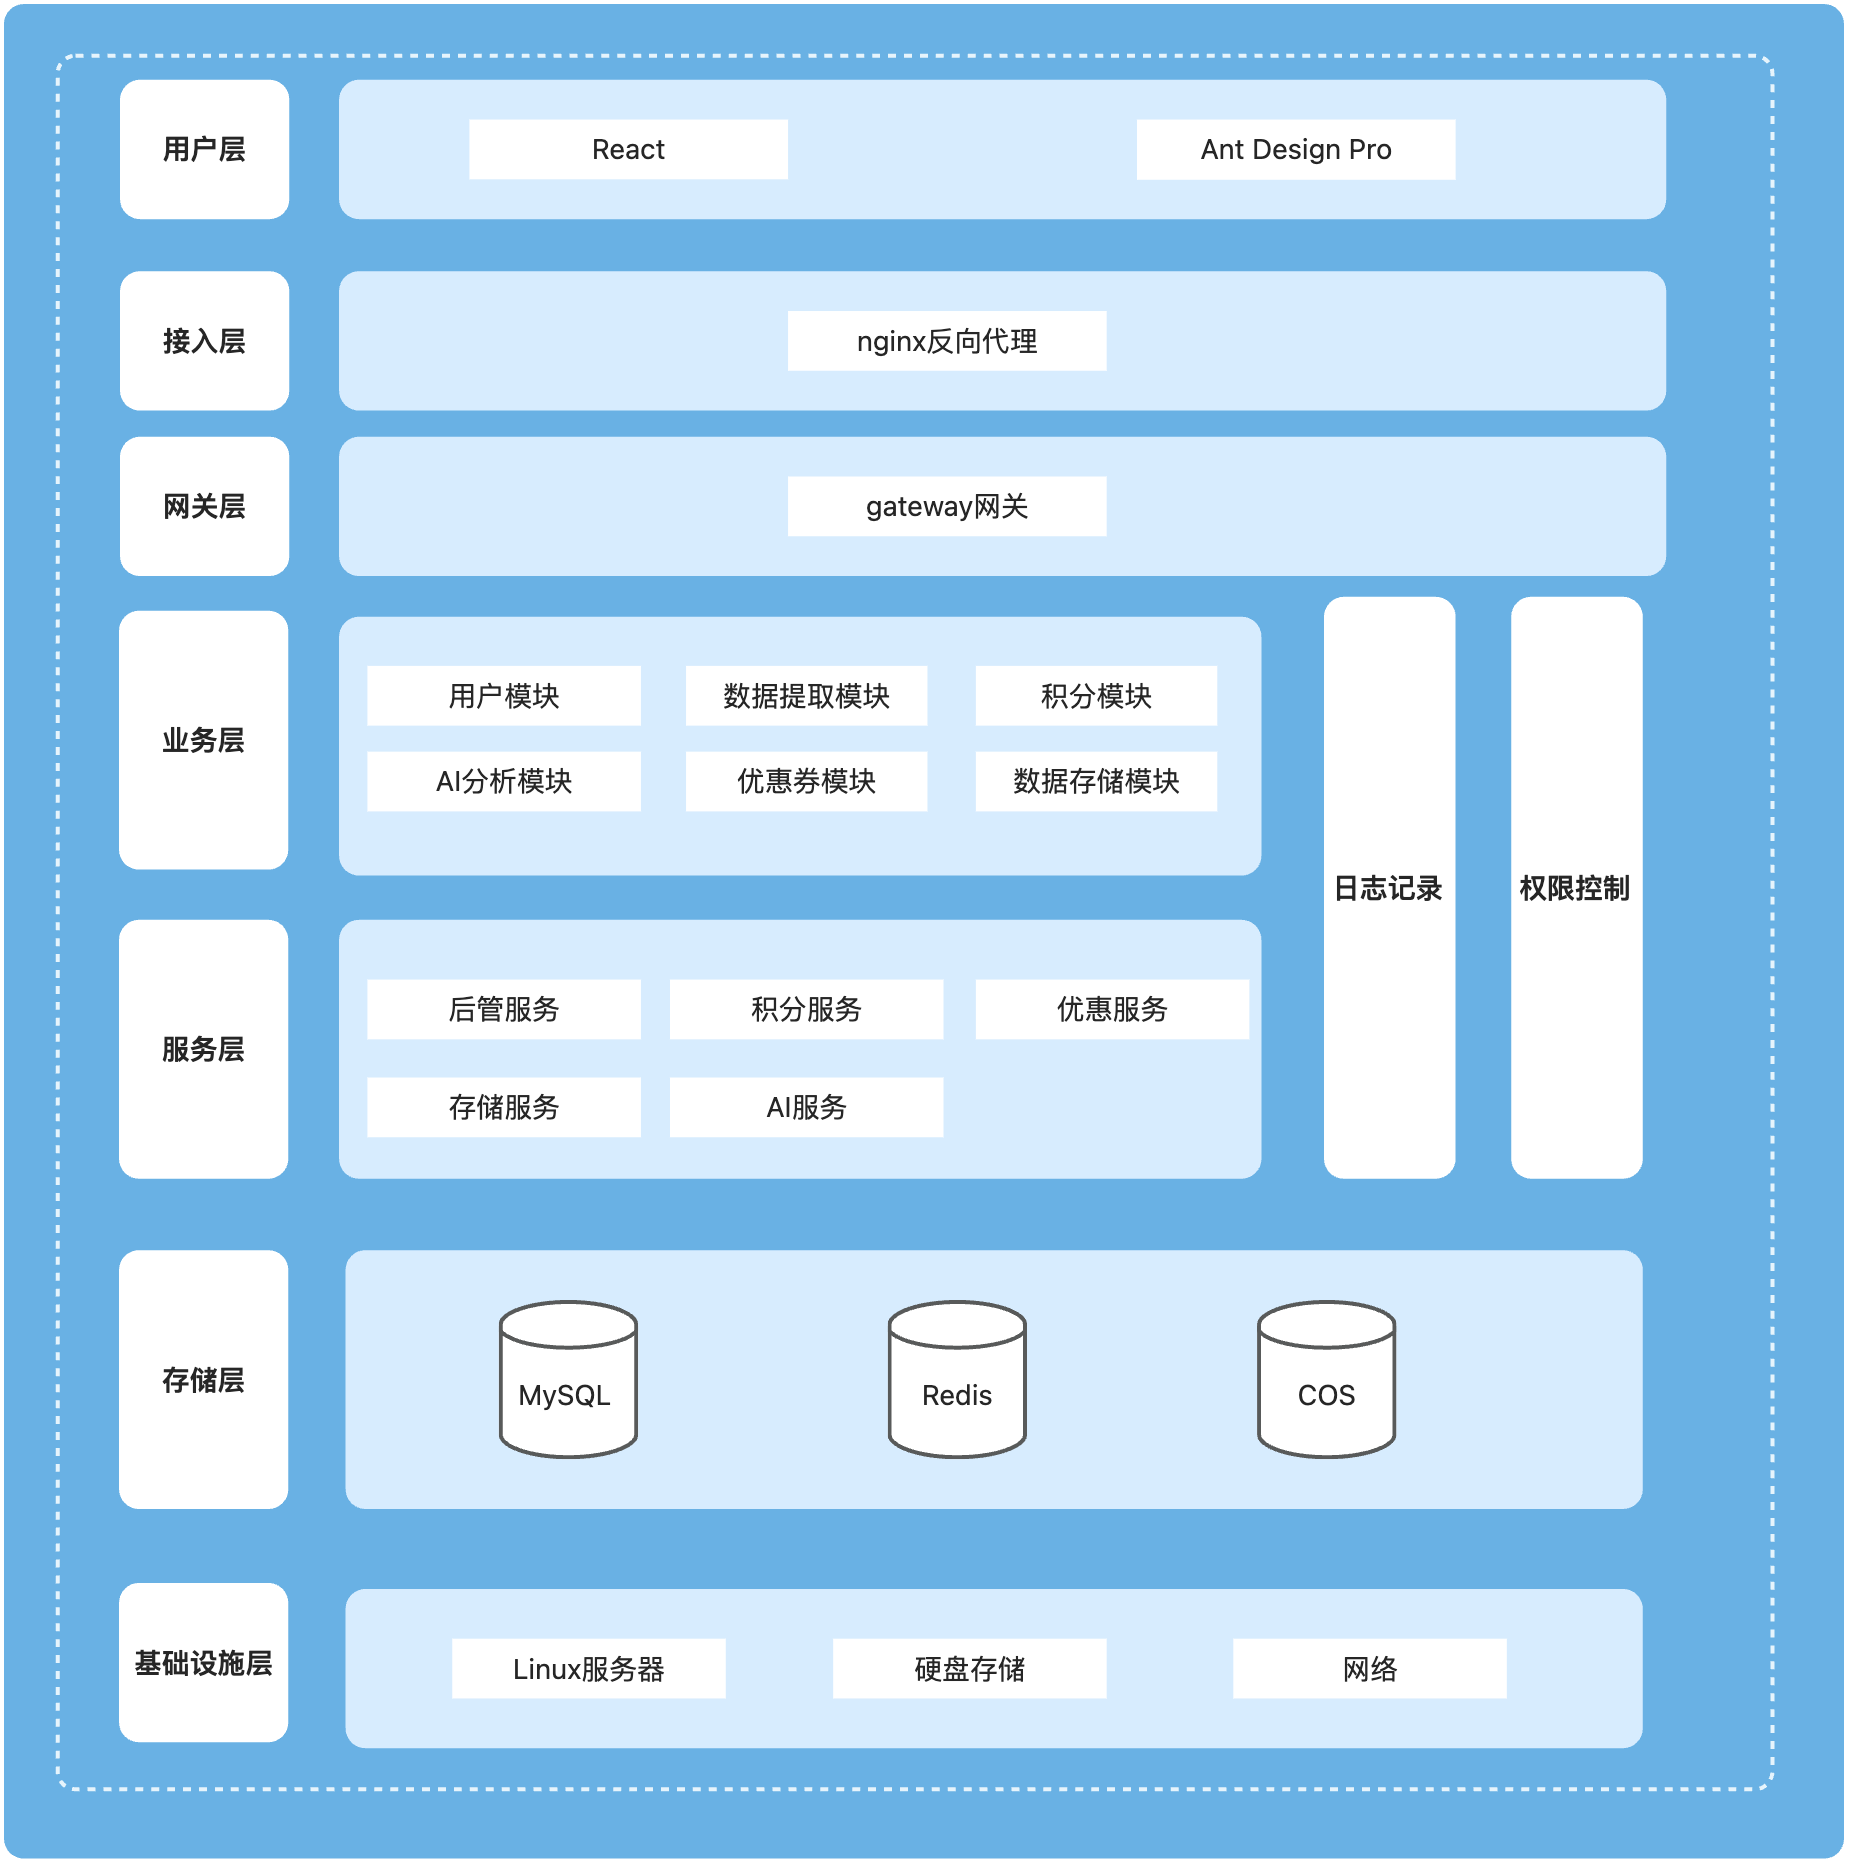 用户层
React
Ant Design Pro
接入层
nginx反向代理
网关层
gateway网关
业务层
用户模块
数据提取模块
积分模块
AI分析模块
优惠券模块
数据存储模块
日志记录
权限控制
服务层
后管服务
积分服务
优惠服务
存储服务
AI服务
存储层
MySQL
Redis
COS
基础设施层
Linux服务器
硬盘存储
网络